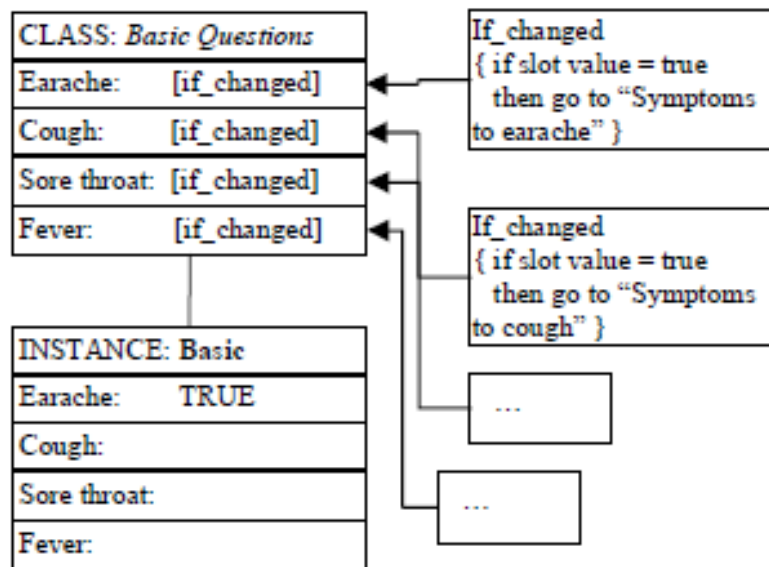 CLASS: Basic Questions
Earache: [if_changed]
Cough: [if_changed]
Sore throat: [if_changed]
Fever: [if_changed]
INSTANCE: Basic
Earache: TRUE
Cough:
Sore throat:
Fever:
If_changed
{ if slot value = true
then go to “Symptoms
to earache” }
If_changed
{ if slot value = true
then go to “Symptoms
to cough” }
...
...